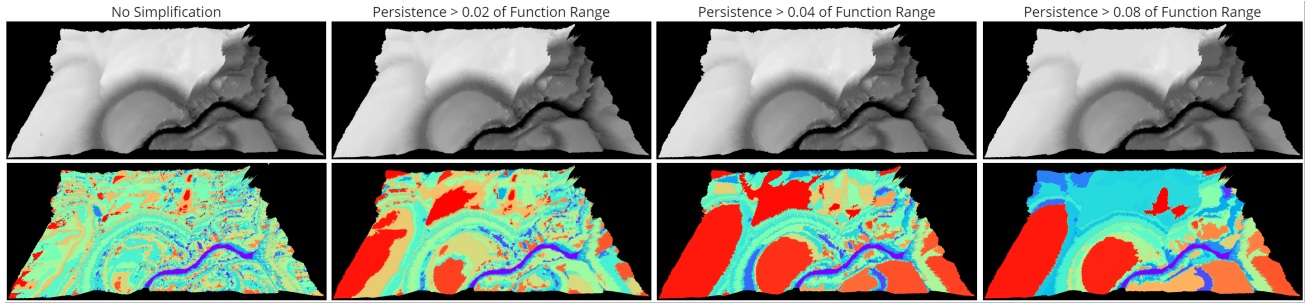 No Simplification
Persistence > 0.02 of Function Range
Persistence > 0.04 of Function Range
Persistence > 0.08 of Function Range